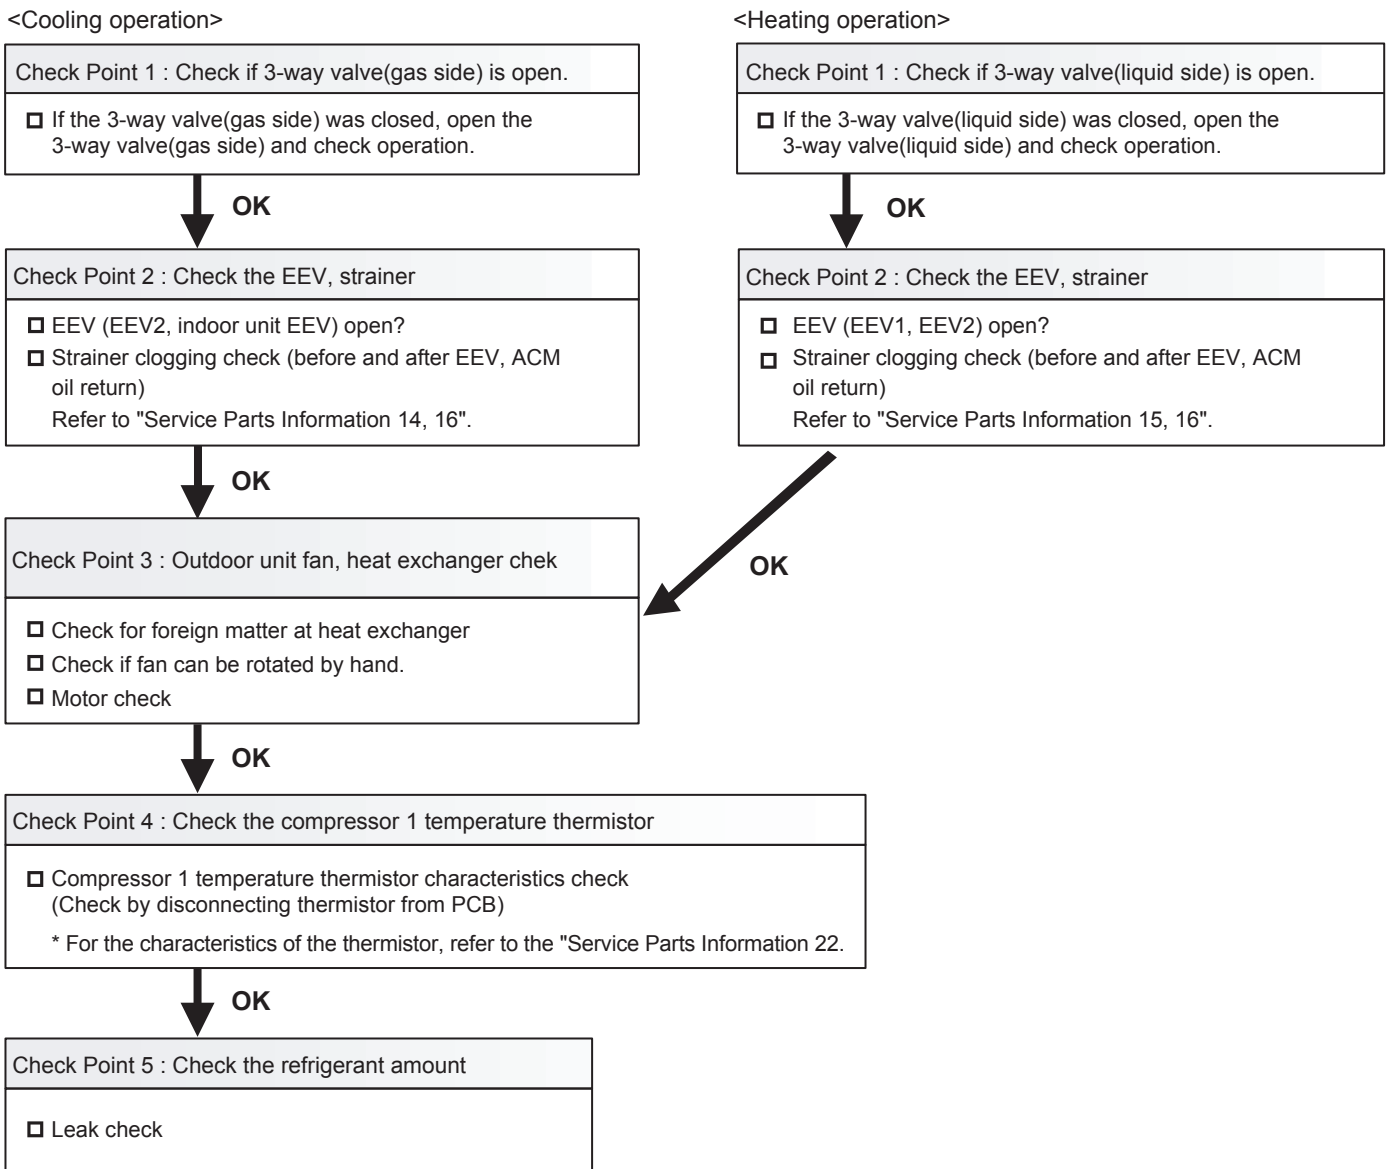 <Cooling operation>
Check Point 1 : Check if 3-way valve(gas side) is open.
If the 3-way valve(gas side) was closed, open the
3-way valve(gas side) and check operation.
OK
Check Point 2 : Check the EEV, strainer
EEV (EEV2, indoor unit EEV) open?
Strainer clogging check (before and after EEV, ACM
oil return)
Refer to "Service Parts Information 14, 16".
OK
<Heating operation>
Check Point 1 : Check if 3-way valve(liquid side) is open.
If the 3-way valve(liquid side) was closed, open the
3-way valve(liquid side) and check operation.
OK
Check Point 2 : Check the EEV, strainer
EEV (EEV1, EEV2) open?
Strainer clogging check (before and after EEV, ACM
oil return)
Refer to "Service Parts Information 15, 16".
OK
Check Point 3 : Outdoor unit fan, heat exchanger chek
Check for foreign matter at heat exchanger
Check if fan can be rotated by hand.
Motor check
OK
Check Point 4 : Check the compressor 1 temperature thermistor
Compressor 1 temperature thermistor characteristics check
(Check by disconnecting thermistor from PCB)
* For the characteristics of the thermistor, refer to the "Service Parts Information 22.
OK
Check Point 5 : Check the refrigerant amount
Leak check